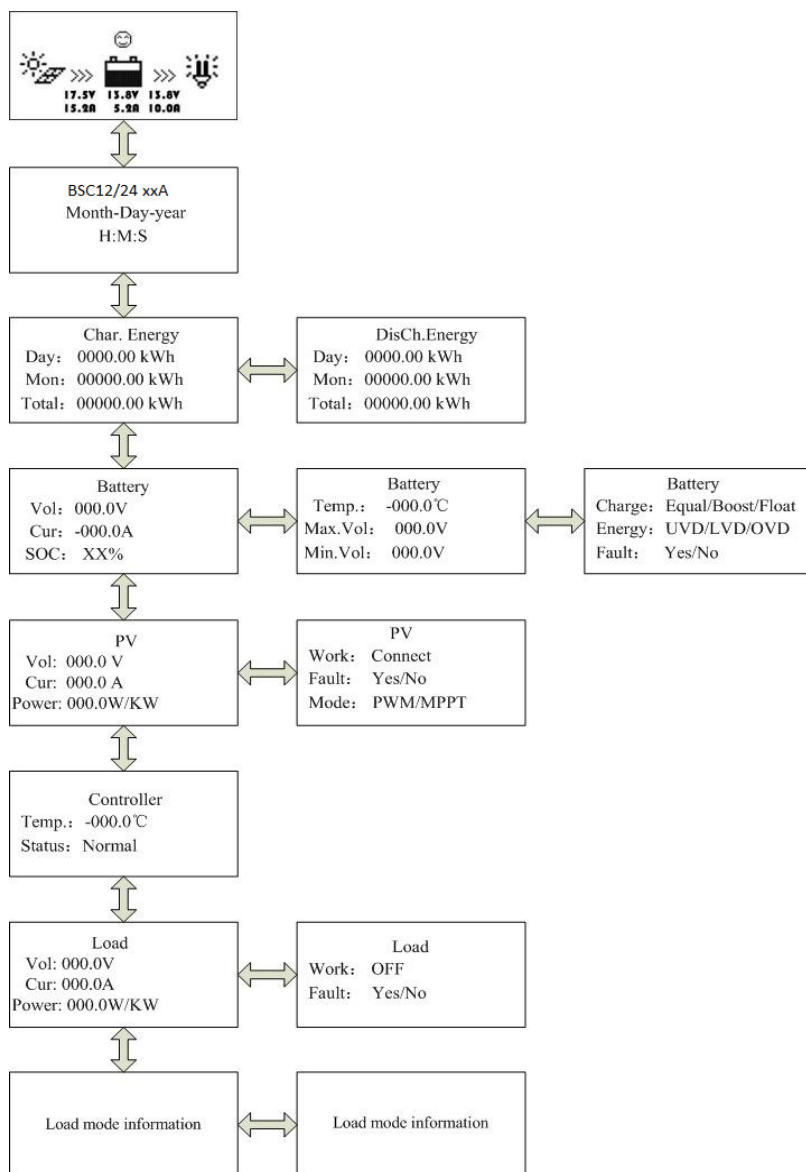 17.5V 13.8V 13.8V
15.2A 5.2A 10.0A
BSC12/24 xxA
Month-Day-year
H:M:S
Char. Energy
Day： 0000.00 kWh
Mon：00000.00 kWh
Total：00000.00 kWh
DisCh.Energy
Day： 0000.00 kWh
Mon：00000.00 kWh
Total：00000.00 kWh
Battery
Vol: 000.0V
Cur: -000.0A
SOC： XX%
Battery
Temp.： -000.0℃
Max.Vol： 000.0V
Min.Vol： 000.0V
Battery
Charge： Equal/Boost/Float
Energy： UVD/LVD/OVD
Fault： Yes/No
PV
Vol: 000.0 V
Cur: 000.0 A
Power: 000.0W/KW
PV
Work： Connect
Fault： Yes/No
Mode： PWM/MPPT
Controller
Temp.： -000.0℃
Status：Normal
Load
Vol: 000.0V
Cur: 000.0A
Power: 000.0W/KW
Load
Work： OFF
Fault： Yes/No
Load mode information
Load mode information